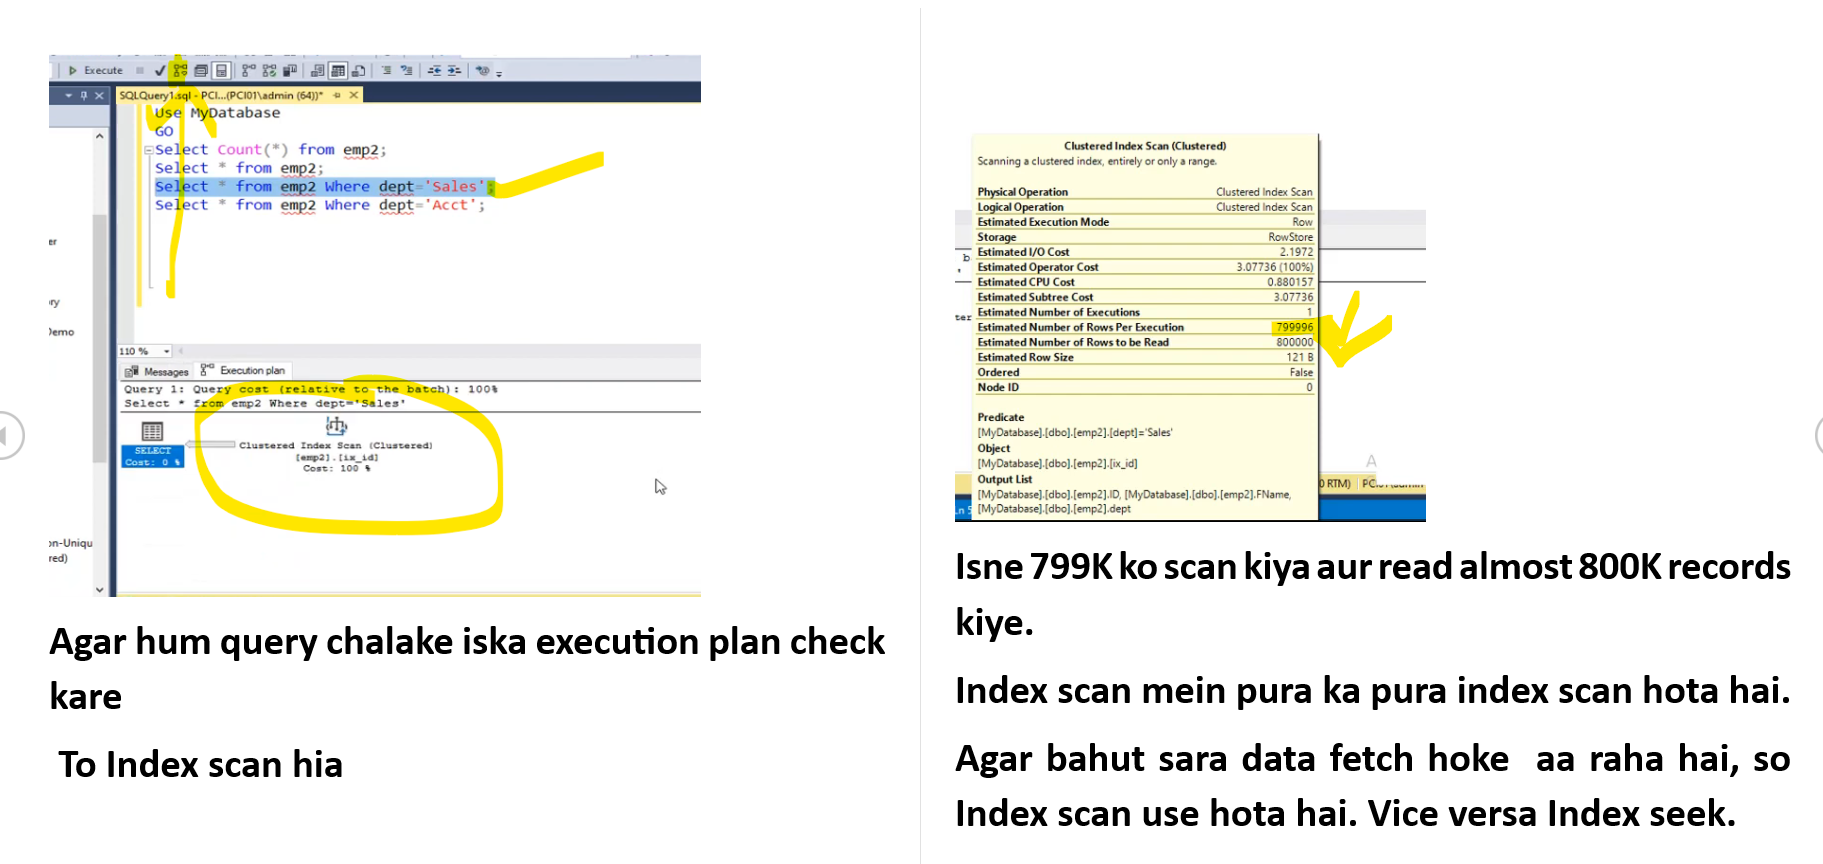 Execute
SQLQuery1.sql - PCI...(PCI01\admin (64))*
Use MyDatabase
GO
Select Count(*) from emp2;
Select * from emp2;
Select * from emp2 Where dept='Sales';
Select * from emp2 Where dept='Acct';
er
ry
Demo
on-Uniqu
red)
110 %
Messages Execution plan
Query 1: Query cost (relative to the batch): 100%
Select * from emp2 Where dept='Sales'
SELECT
Cost: 0 %
Clustered Index Scan (Clustered)
[emp2].[ix_id]
Cost: 100 %
Agar hum query chalake iska execution plan check
kare
To Index scan hia
Clustered Index Scan (Clustered)
Scanning a clustered index, entirely or only a range.
Physical Operation Clustered Index Scan
Logical Operation Clustered Index Scan
Estimated Execution Mode Row
Storage RowStore
Estimated I/O Cost 2.1972
Estimated Operator Cost 3.07736 (100%)
Estimated CPU Cost 0.880157
Estimated Subtree Cost 3.07736
Estimated Number of Executions 1
Estimated Number of Rows Per Execution 799996
Estimated Number of Rows to be Read 800000
Estimated Row Size 121 B
Ordered False
Node ID 0
Predicate
[MyDatabase].[dbo].[emp2].[dept]='Sales'
Object
[MyDatabase].[dbo].[emp2].[ix_id]
Output List
[MyDatabase].[dbo].[emp2].ID, [MyDatabase].[dbo].[emp2].FName,
[MyDatabase].[dbo].[emp2].dept
b
ter
A
0 RTM)
Ln 5
Isne 799K ko scan kiya aur read almost 800K records
kiye.
Index scan mein pura ka pura index scan hota hai.
Agar bahut sara data fetch hoke aa raha hai, so
Index scan use hota hai. Vice versa Index seek.